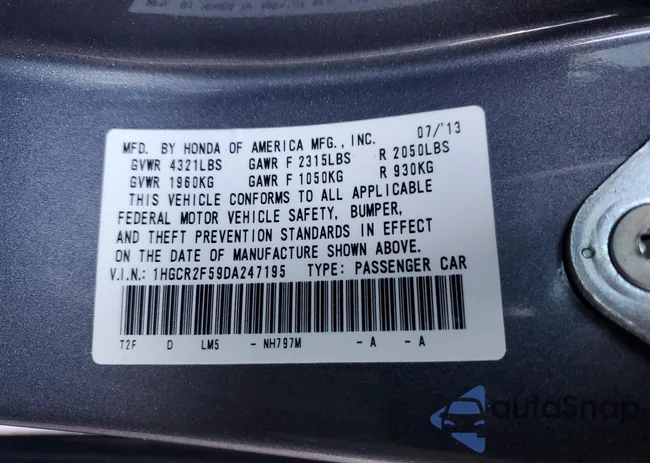 MFD. BY HONDA OF AMERICA MFG., INC. 07/'13
GVWR 4321LBS GAWR F 2315LBS R 2050LBS
GVWR 1960KG GAWR F 1050KG R 930KG
THIS VEHICLE CONFORMS TO ALL APPLICABLE
FEDERAL MOTOR VEHICLE SAFETY, BUMPER,
AND THEFT PREVENTION STANDARDS IN EFFECT
ON THE DATE OF MANUFACTURE SHOWN ABOVE.
V.I.N.: 1HGCR2F59DA247195 TYPE: PASSENGER CAR
T2F D LM5 - NH797M - A - A
autoSnap